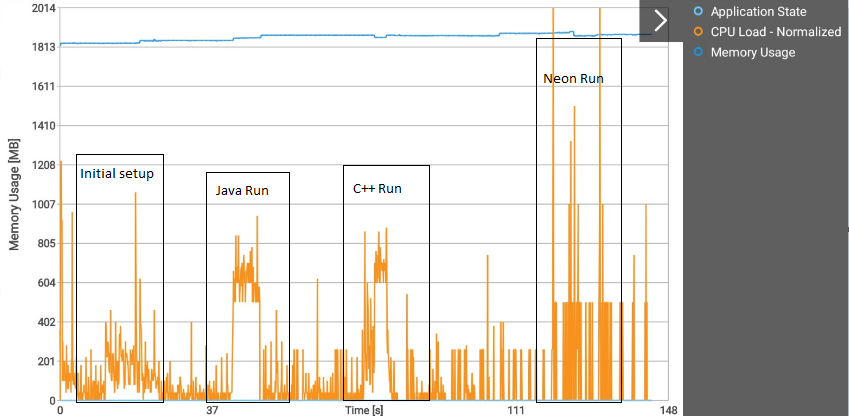 2014
1813
1611
1410
1208
1007
805
604
402
201
0
Memory Usage [MB]
Initial setup
Java Run
C++ Run
Neon Run
0
37
Time [s]
111
148
Application State
CPU Load - Normalized
Memory Usage